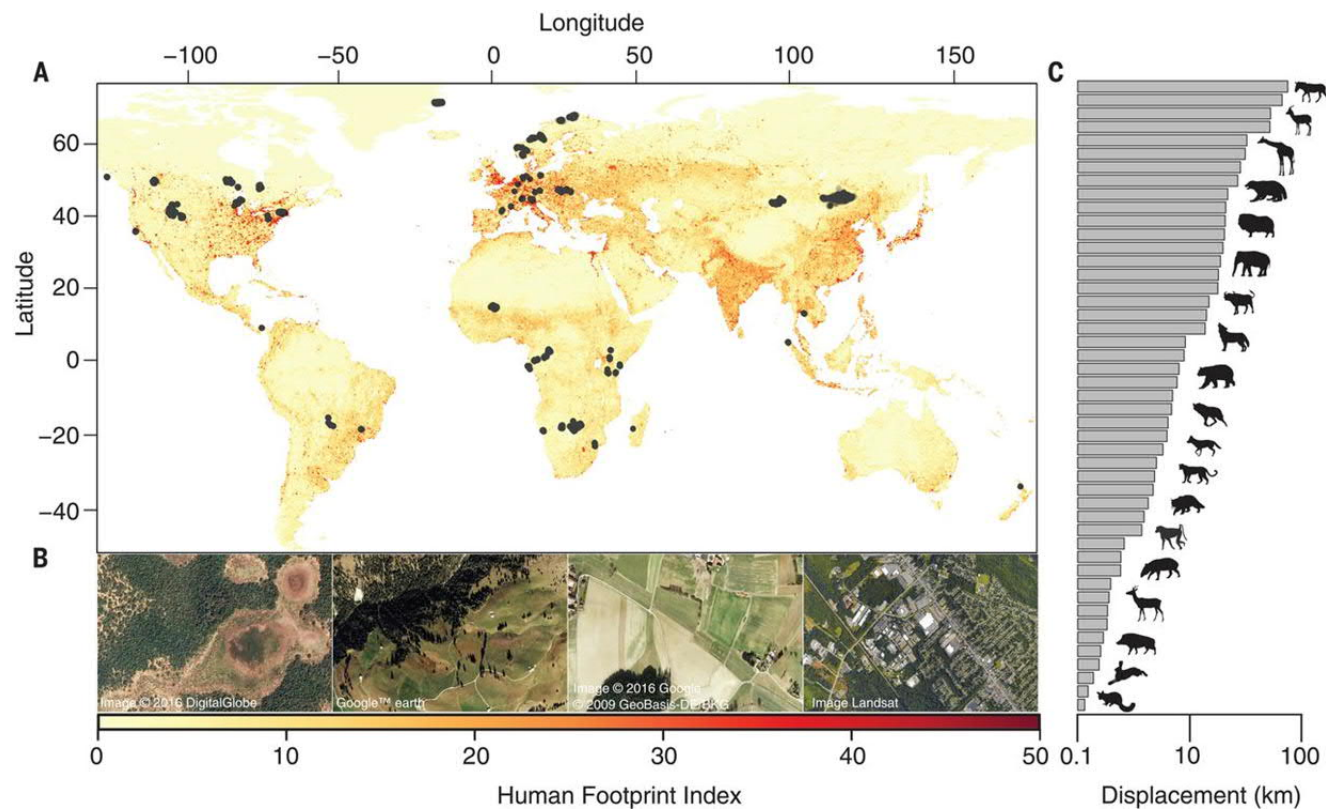 Longitude
−100 −50 0 50 100 150
A
C
60
40
20
0
−20
−40
Latitude
B
Image © 2016 DigitalGlobe
Google™ earth
Image © 2016 Google
© 2009 GeoBasis-DE/BKG
Image Landsat
0 10 20 30 40 50
Human Footprint Index
0.1 10 100
Displacement (km)